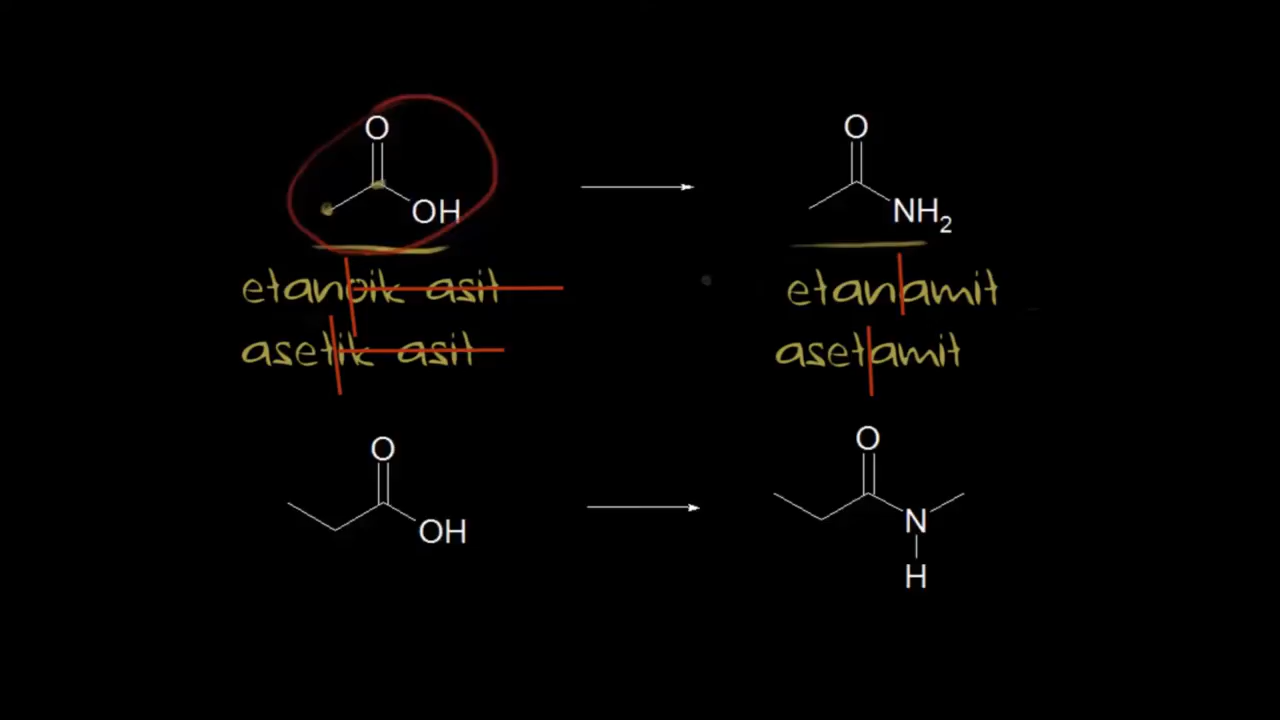 O
O
OH
NH2
etanoik asit
etanamit
asetik asit
asetamit
O
O
OH
N
H